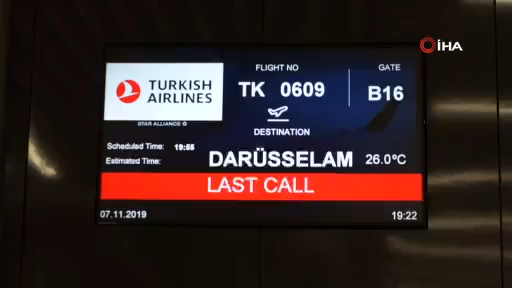 İHA
TURKISH
AIRLINES
STAR ALLIANCE
FLIGHT NO
TK 0609
GATE
B16
DESTINATION
Scheduled Time: 19:55
Estimated Time:
DARÜSSELAM 26.0ºC
LAST CALL
07.11.2019 19:22